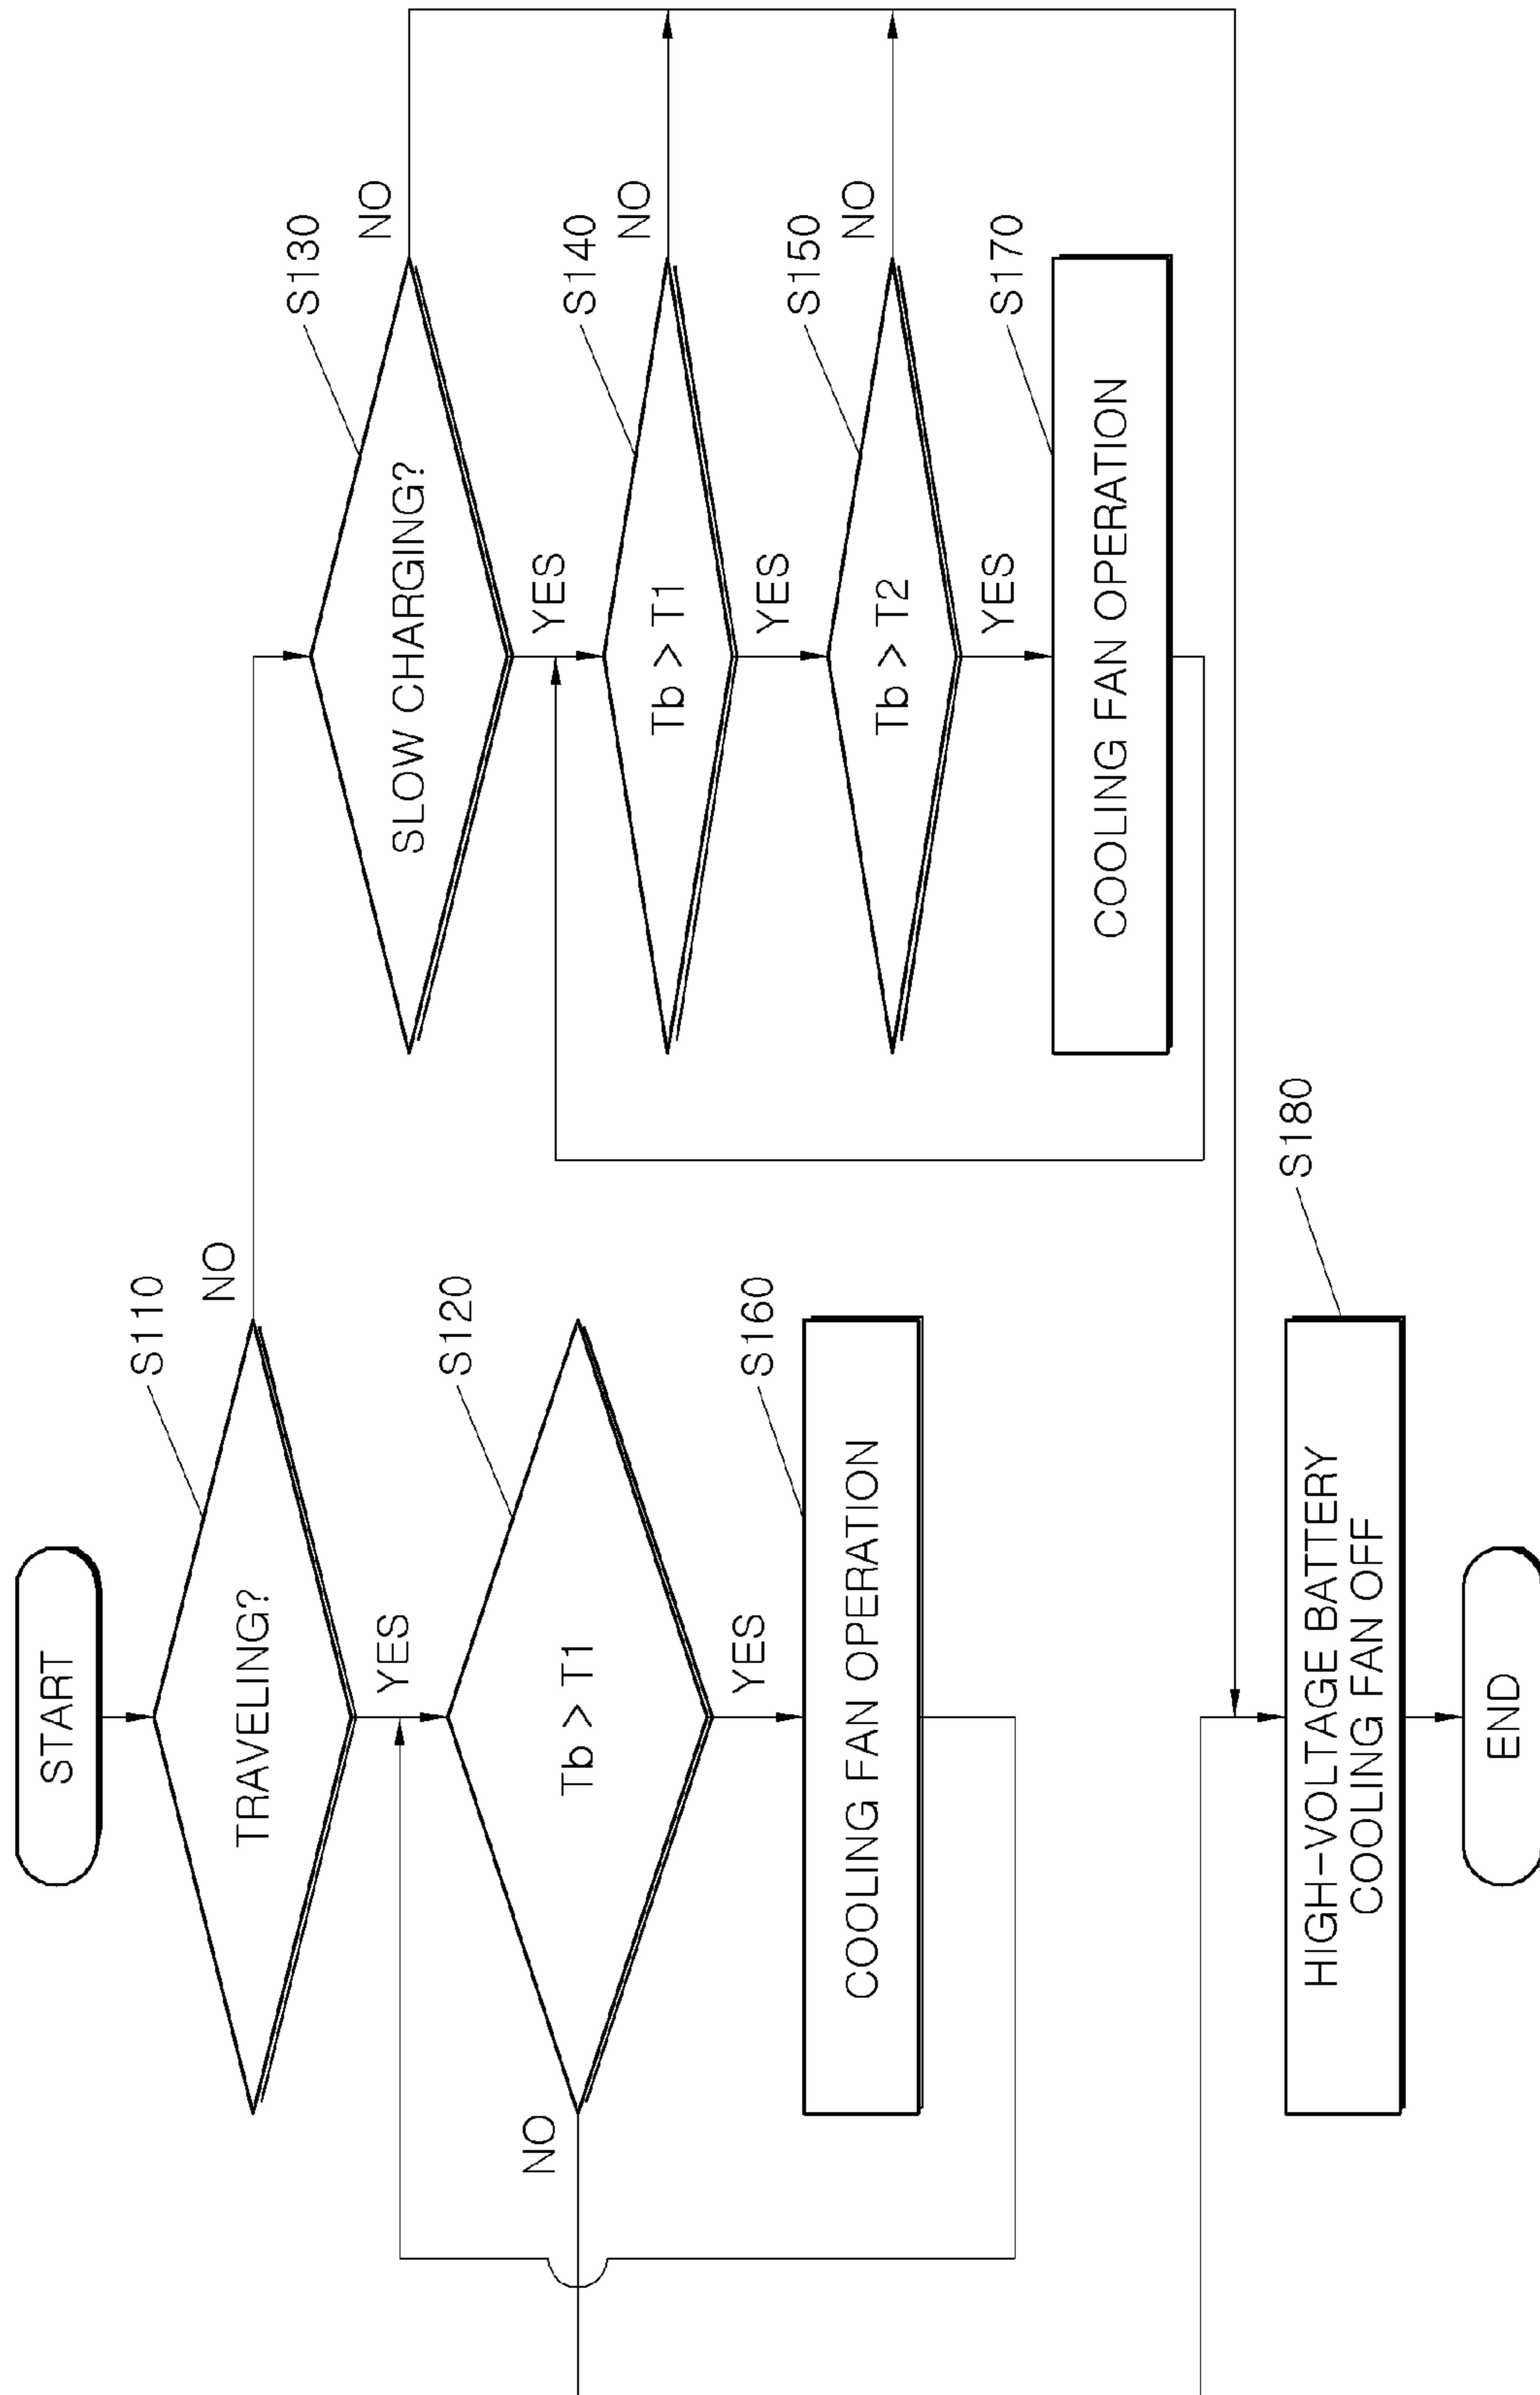 START
TRAVELING?
S110
NO
YES
Tb > T1
S120
NO
YES
COOLING FAN OPERATION
S160
SLOW CHARGING?
S130
NO
YES
Tb > T1
S140
NO
YES
Tb > T2
S150
NO
YES
COOLING FAN OPERATION
S170
HIGH-VOLTAGE BATTERY
COOLING FAN OFF
S180
END